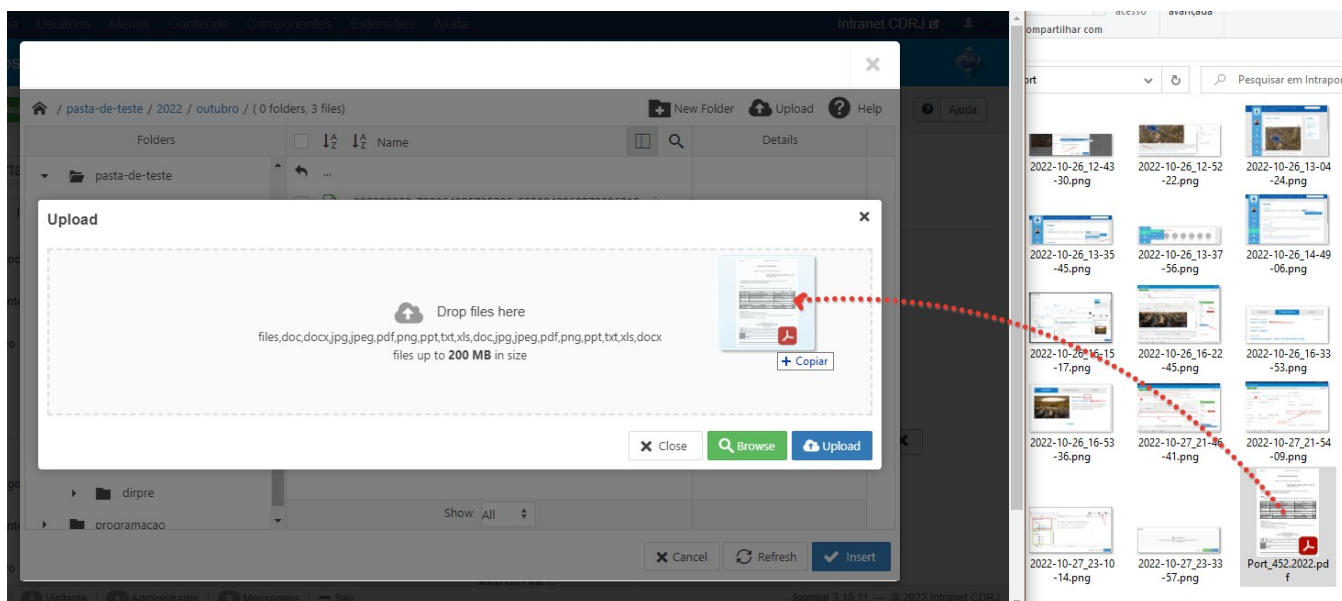 Usuários Menus Conteúdo Componentes Extensões Ajuda
Intranet CDRJ
/ pasta-de-teste / 2022 / outubro / ( 0 folders, 3 files)
New Folder Upload Help
Ajuda
Folders
Name
Details
pasta-de-teste
...
Upload
Drop files here
files,doc,docx,jpg,jpeg,pdf,png,ppt,txt,xls,doc,jpg,jpeg,pdf,png,ppt,txt,xls,docx
files up to 200 MB in size
+ Copiar
Close Browse Upload
dirpre
programacao
Show All
Cancel Refresh Insert
Visitante Administrador Mensagens Sair
Joomla! 3.10.11 — © 2022 Intranet CDRJ
acesso avançada
ompartilhar com
ort
Pesquisar em Intrapor
2022-10-26_12-43
-30.png
2022-10-26_12-52
-22.png
2022-10-26_13-04
-24.png
2022-10-26_13-35
-45.png
2022-10-26_13-37
-56.png
2022-10-26_14-49
-06.png
2022-10-26_16-15
-17.png
2022-10-26_16-22
-45.png
2022-10-26_16-33
-53.png
2022-10-26_16-53
-36.png
2022-10-27_21-46
-41.png
2022-10-27_21-54
-09.png
2022-10-27_23-10
-14.png
2022-10-27_23-33
-57.png
Port_452.2022.pd
f